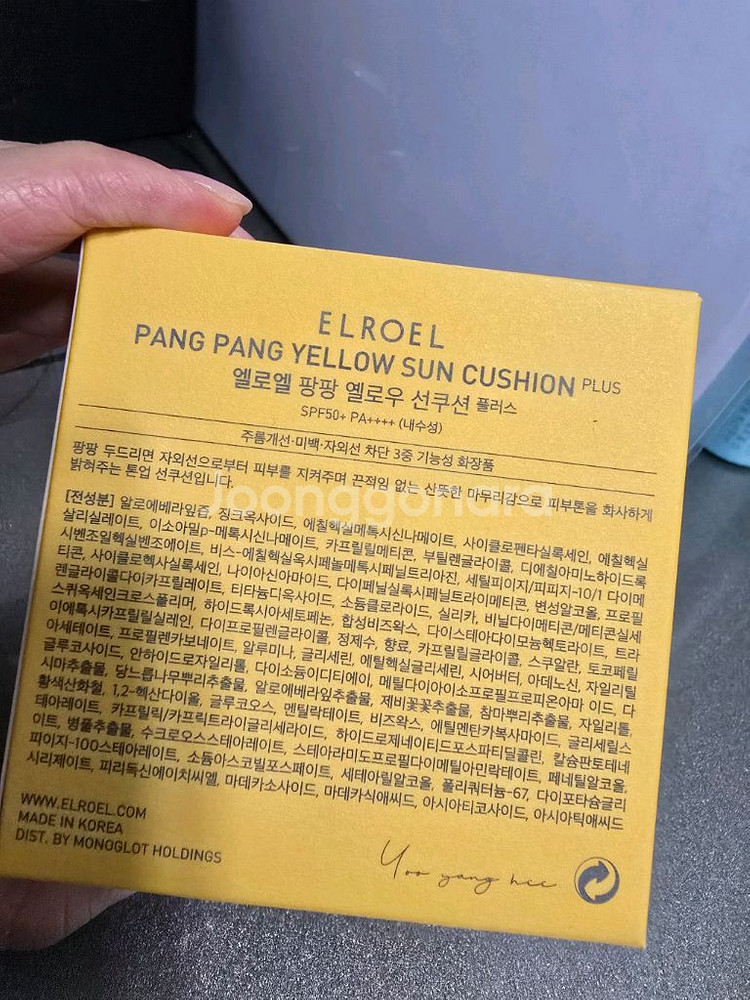 ELROEL
PANG PANG YELLOW SUN CUSHION PLUS
엘로엘 팡팡 옐로우 선쿠션 플러스
SPF50+ PA++++ (내수성)
주름개선·미백·자외선 차단 3중 기능성 화장품
팡팡 두드리면 자외선으로부터 피부를 지켜주며 끈적임 없는 산뜻한 마무리감으로 피부톤을 화사하게
밝혀주는 톤업 선쿠션입니다.
Joonggonara
[전성분] 알로에베라잎즙, 징크옥사이드, 에칠헥실메톡시신나메이트, 사이클로펜타실록세인, 에칠헥실
살리실레이트, 이소아밀p-메톡시신나메이트, 카프릴릴메티콘, 부틸렌글라이콜, 디에칠아미노하이드록
시벤조일헥실벤조에이트, 비스-에칠헥실옥시페놀메톡시페닐트리아진, 세틸피이지/피피지-10/1 다이메
티콘, 사이클로헥사실록세인, 나이아신아마이드, 다이페닐실록시페닐트라이메티콘, 변성알코올, 프로필
렌글라이콜다이카프릴레이트, 티타늄디옥사이드, 소듐클로라이드, 실리카, 비닐다이메티콘/메티콘실세
스퀴옥세인크로스폴리머, 하이드록시아세토페논, 합성비즈왁스, 다이스테아다이모늄헥토라이트, 트라
이에톡시카프릴릴실레인, 다이프로필렌글라이콜, 정제수, 향료, 카프릴릴글라이콜, 스쿠알란, 토코페릴
아세테이트, 프로필렌카보네이트, 알루미나, 글리세린, 에틸헥실글리세린, 시어버터, 아데노신, 자일리틸
글루코사이드, 안하이드로자일리톨, 다이소듐이디티에이, 메틸다이아이소프로필프로피온아마 이드, 다
시마추출물, 당느릅나무뿌리추출물, 알로에베라잎추출물, 제비꽃꽃추출물, 참마뿌리추출물, 자일리톨,
황색산화철, 1,2-헥산다이올, 글루코오스, 멘틸락테이트, 비즈왁스, 에틸멘탄카복사마이드, 글리세릴스
테아레이트, 카프릴릭/카프릭트라이글리세라이드, 하이드로제네이티드포스파티딜콜린, 칼슘판토테네
이트, 병풀추출물, 수크로오스스테아레이트, 스테아라미도프로필다이메틸아민락테이트, 페네틸알코올,
피이지-100스테아레이트, 소듐아스코빌포스페이트, 세테아릴알코올, 폴리쿼터늄-67, 다이포타슘글리
시리제이트, 피리독신에이치씨엘, 마데카소사이드, 마데카식애씨드, 아시아티코사이드, 아시아틱애씨드
WWW.ELROEL.COM
MADE IN KOREA
DIST. BY MONOGLOT HOLDINGS
Yoo yang hee